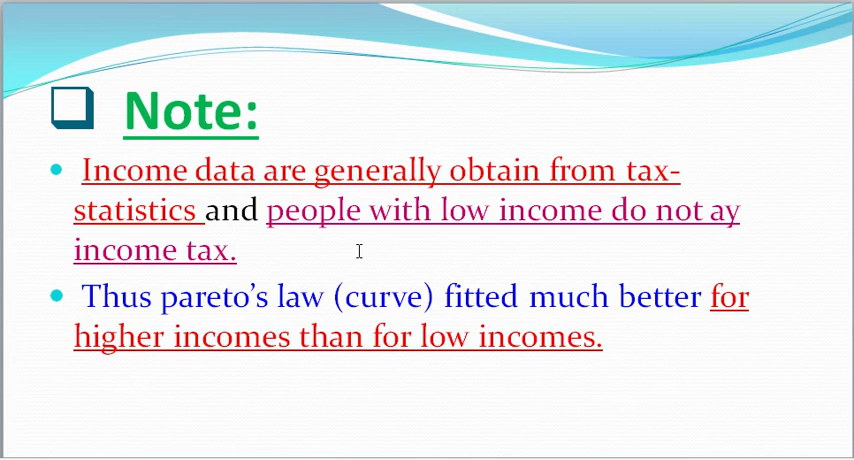 Note:
Income data are generally obtain from tax-
statistics and people with low income do not ay
income tax.
Thus pareto's law (curve) fitted much better for
higher incomes than for low incomes.